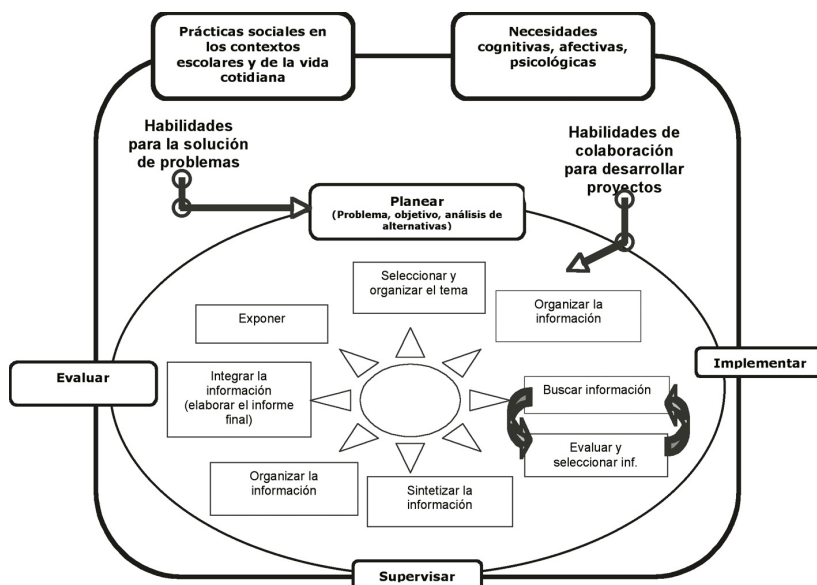 Prácticas sociales en
los contextos
escolares y de la vida
cotidiana
Necesidades
cognitivas, afectivas,
psicológicas
Habilidades
para la solución
de problemas
Habilidades de
colaboración
para desarrollar
proyectos
Planear
(Problema, objetivo, análisis de
alternativas)
Seleccionar y
organizar el tema
Organizar la
información
Exponer
Evaluar
Integrar la
información
(elaborar el informe
final)
Buscar información
Implementar
Evaluar y
seleccionar inf.
Organizar la
información
Sintetizar la
información
Supervisar